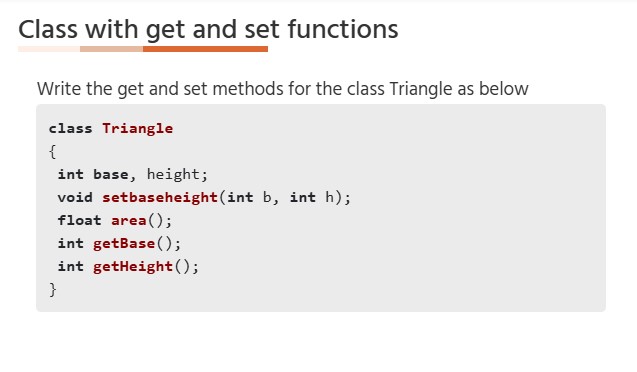 Class with get and set functions
Write the get and set methods for the class Triangle as below
class Triangle
{
int base, height;
void setbaseheight(int b, int h);
float area();
int getBase();
int getHeight();
}